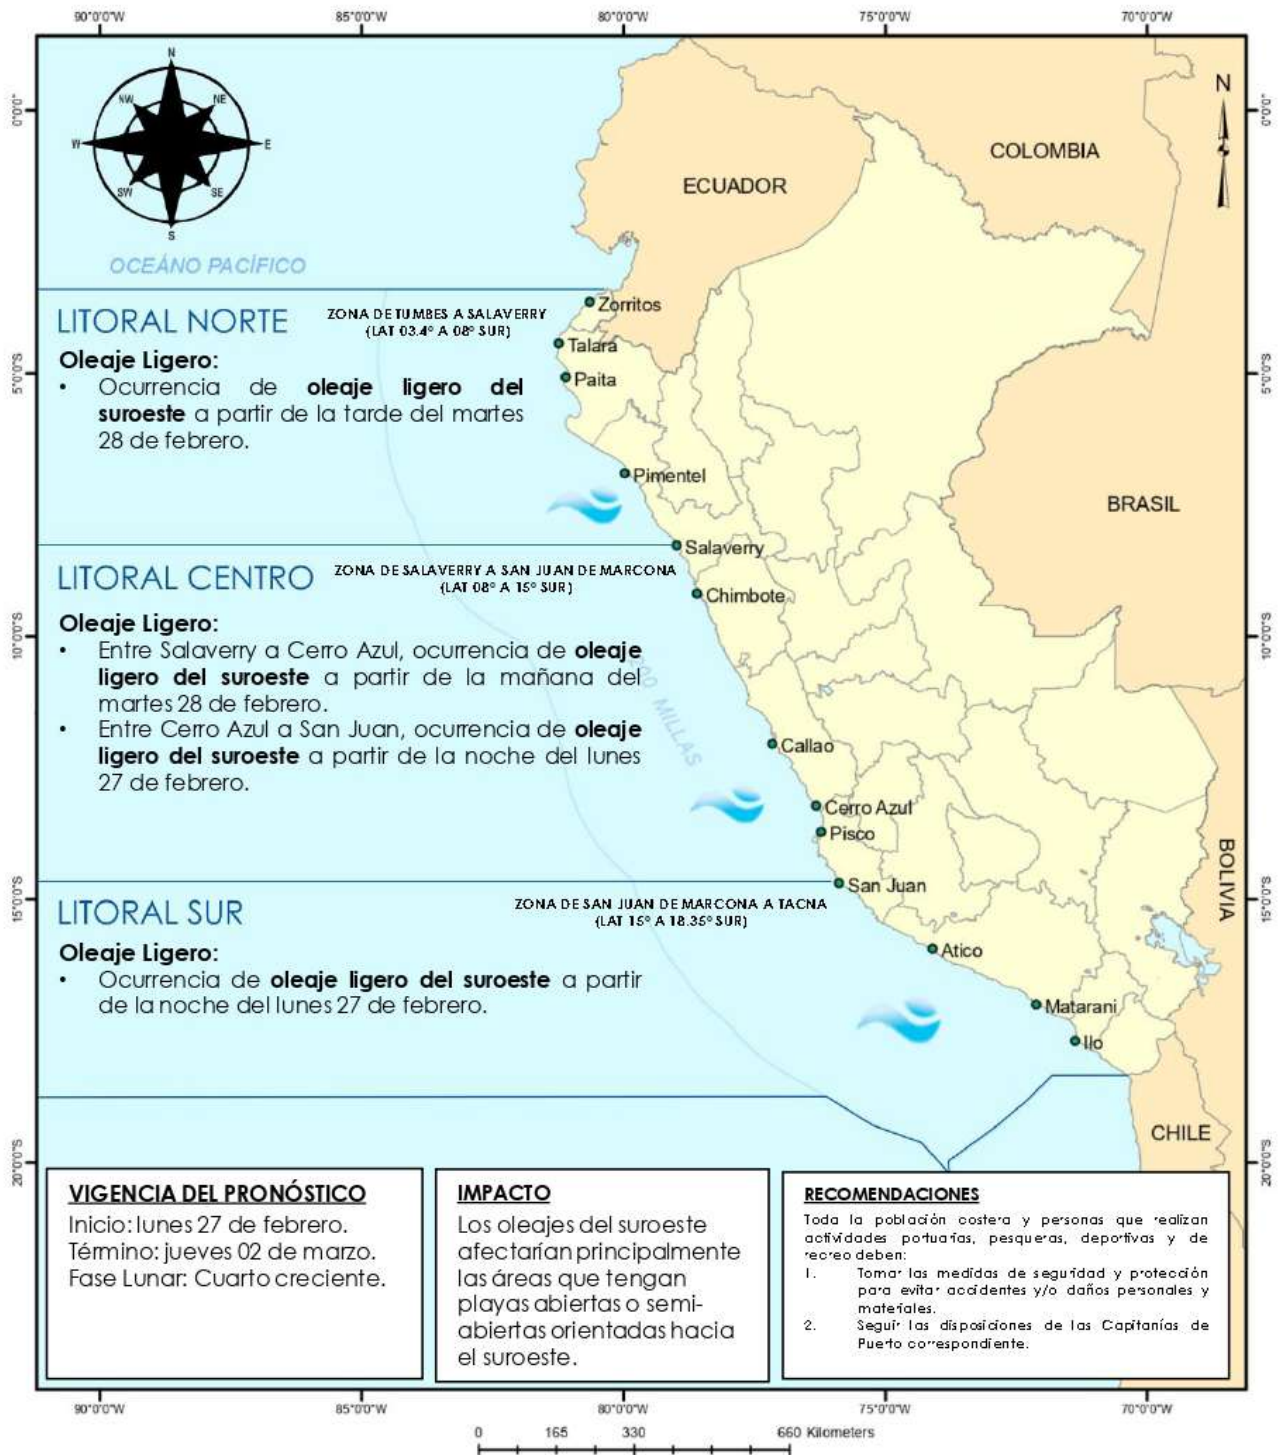 90°0'0"W 85°0'0"W 80°0'0"W 75°0'0"W 70°0'0"W
N
NW NE
W E
SW SE
S
N
0°0'0"
0°0'0"
COLOMBIA
ECUADOR
OCEÁNO PACÍFICO
LITORAL NORTE
ZONA DE TUMBES A SALAVERRY
(LAT 03.4° A 08° SUR)
Oleaje Ligero:
• Ocurrencia de oleaje ligero del
suroeste a partir de la tarde del martes
28 de febrero.
Zorritos
Talara
Paita
5°0'0"S
5°0'0"S
Pimentel
BRASIL
Salaverry
LITORAL CENTRO
ZONA DE SALAVERRY A SAN JUAN DE MARCONA
(LAT 08° A 15° SUR)
Chimbote
Oleaje Ligero:
• Entre Salaverry a Cerro Azul, ocurrencia de oleaje
ligero del suroeste a partir de la mañana del
martes 28 de febrero.
• Entre Cerro Azul a San Juan, ocurrencia de oleaje
ligero del suroeste a partir de la noche del lunes
27 de febrero.
10°0'0"S
10°0'0"S
200 MILLAS
Callao
Cerro Azul
Pisco
San Juan
BOLIVIA
15°0'0"S
15°0'0"S
LITORAL SUR
ZONA DE SAN JUAN DE MARCONA A TACNA
(LAT 15° A 18.35° SUR)
Oleaje Ligero:
• Ocurrencia de oleaje ligero del suroeste a partir
de la noche del lunes 27 de febrero.
Atico
Matarani
Ilo
CHILE
20°0'0"S
20°0'0"S
VIGENCIA DEL PRONÓSTICO
Inicio: lunes 27 de febrero.
Término: jueves 02 de marzo.
Fase Lunar: Cuarto creciente.
IMPACTO
Los oleajes del suroeste
afectarían principalmente
las áreas que tengan
playas abiertas o semi-
abiertas orientadas hacia
el suroeste.
RECOMENDACIONES
Toda la población costera y personas que realizan
actividades portuarias, pesqueras, deportivas y de
recreo deben:
1. Tomar las medidas de seguridad y protección
para evitar accidentes y/o daños personales y
materiales.
2. Seguir las disposiciones de las Capitanías de
Puerto correspondiente.
90°0'0"W 85°0'0"W 80°0'0"W 75°0'0"W 70°0'0"W
0 165 330 660 Kilometers